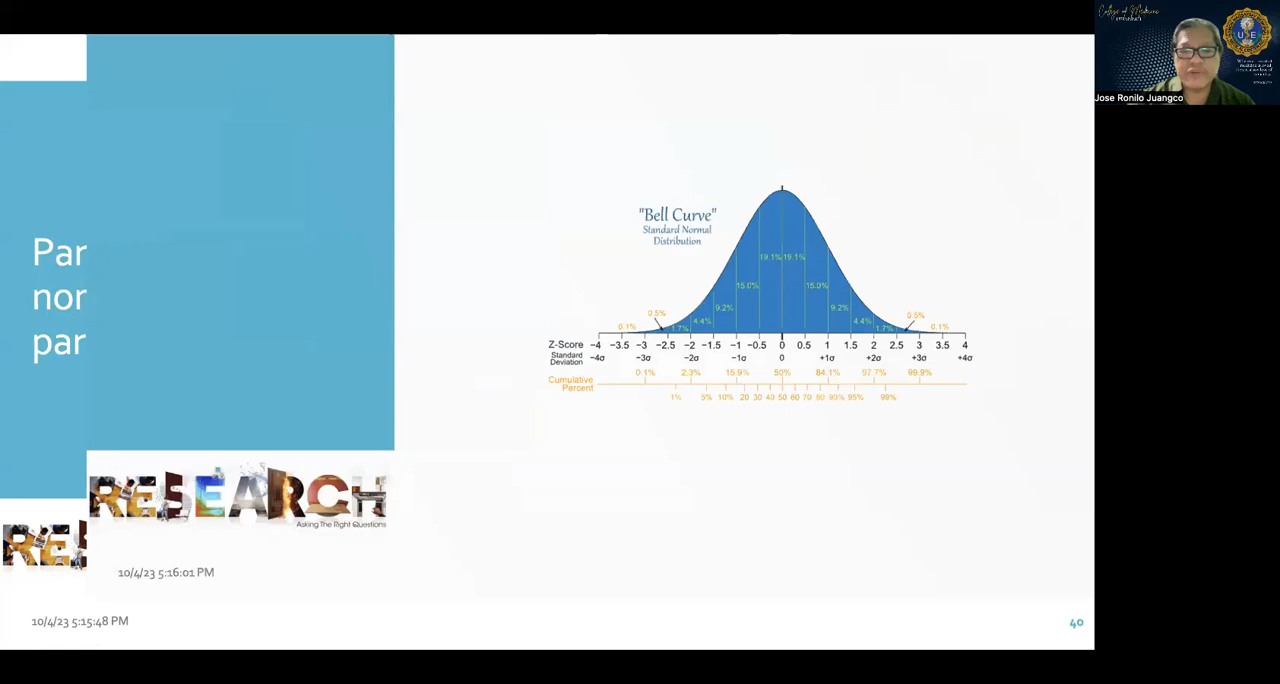 College of Medicine
UE
Jose Ronilo Juangco
Par
nor
par
"Bell Curve"
Standard Normal
Distribution
19.1% 19.1%
15.0% 15.0%
9.2% 9.2%
0.5% 0.5%
4.4% 4.4%
0.1% 1.7% 1.7% 0.1%
Z-Score −4 −3.5 −3 −2.5 −2 −1.5 −1 −0.5 0 0.5 1 1.5 2 2.5 3 3.5 4
Standard
Deviation −4σ −3σ −2σ −1σ 0 +1σ +2σ +3σ +4σ
0.1% 2.3% 15.9% 50% 84.1% 97.7% 99.9%
Cumulative
Percent
1% 5% 10% 20 30 40 50 60 70 80 90% 95% 99%
RESEARCH
Asking The Right Questions
RE
10/4/23 5:16:01 PM
10/4/23 5:15:48 PM
40